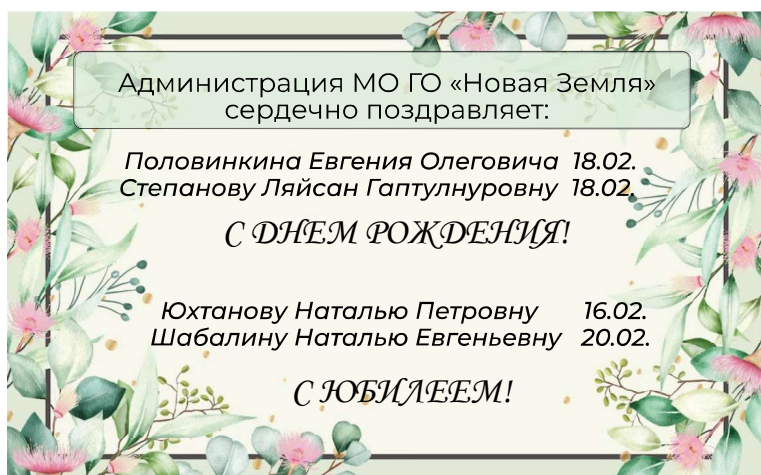 Администрация МО ГО «Новая Земля»
сердечно поздравляет:
Половинкина Евгения Олеговича 18.02.
Степанову Ляйсан Гаптулнуровну 18.02.
С ДНЕМ РОЖДЕНИЯ!
Юхтанову Наталью Петровну 16.02.
Шабалину Наталью Евгеньевну 20.02.
С ЮБИЛЕЕМ!